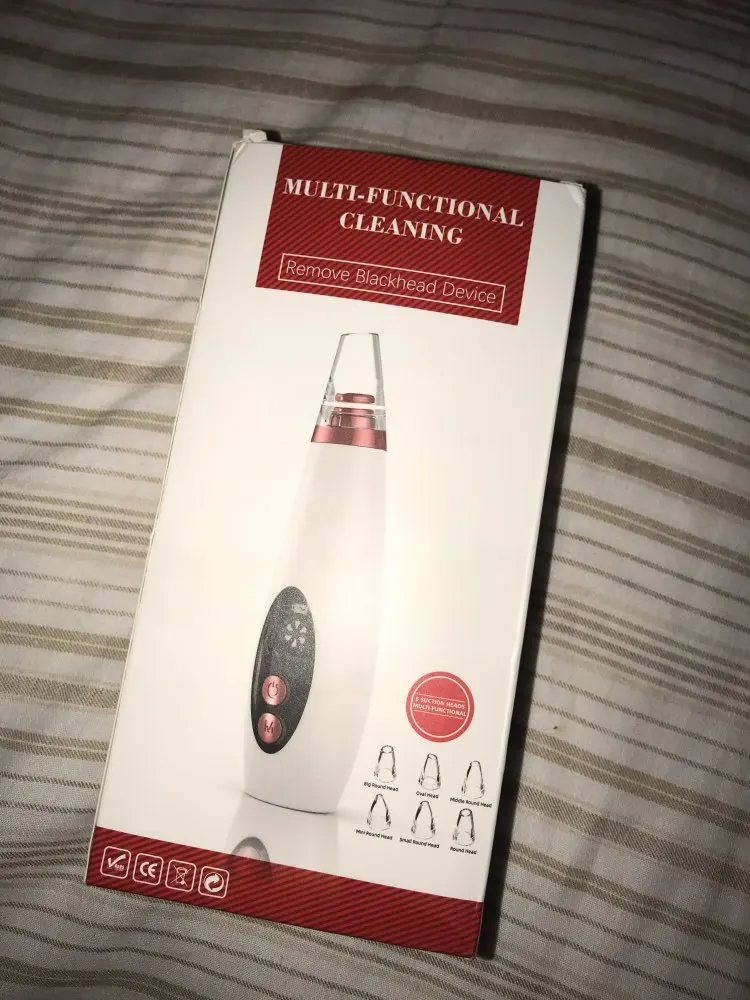 MULTI-FUNCTIONAL
CLEANING
Remove Blackhead Device
M
SUCTION HEADS
MULTI-FUNCTIONAL
Big Round Head
Oval Head
Middle Round Head
Mini Round Head
Small Round Head
Round Head
CE